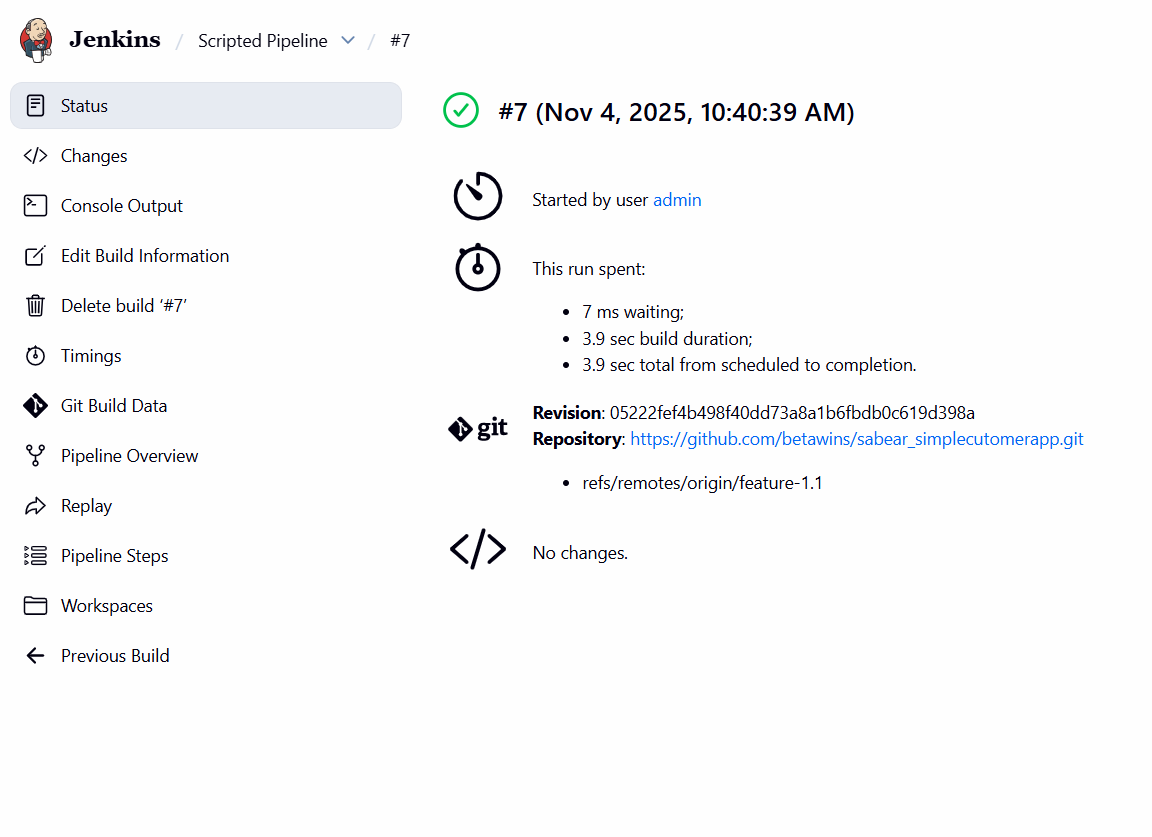 Jenkins / Scripted Pipeline / #7
Status
Changes
Console Output
Edit Build Information
Delete build ‘#7’
Timings
Git Build Data
Pipeline Overview
Replay
Pipeline Steps
Workspaces
Previous Build
#7 (Nov 4, 2025, 10:40:39 AM)
Started by user admin
This run spent:
• 7 ms waiting;
• 3.9 sec build duration;
• 3.9 sec total from scheduled to completion.
git
Revision: 05222fef4b498f40dd73a8a1b6fbdb0c619d398a
Repository: https://github.com/betawins/sabear_simplecutomerapp.git
• refs/remotes/origin/feature-1.1
No changes.